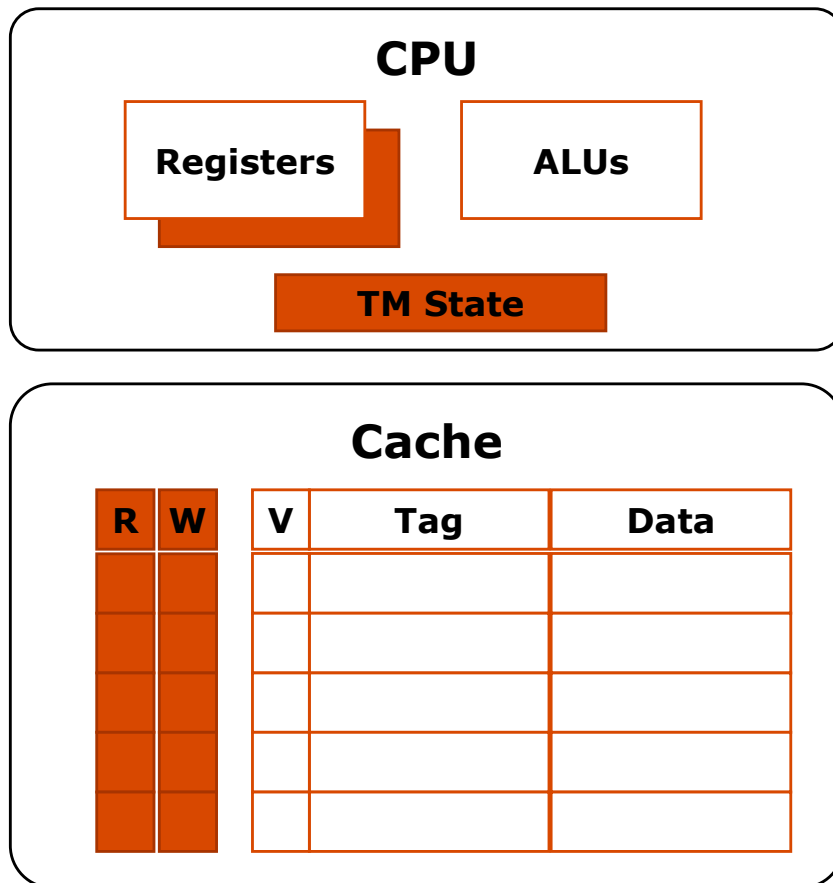 CPU
Registers
ALUs
TM State
Cache
R W V Tag Data